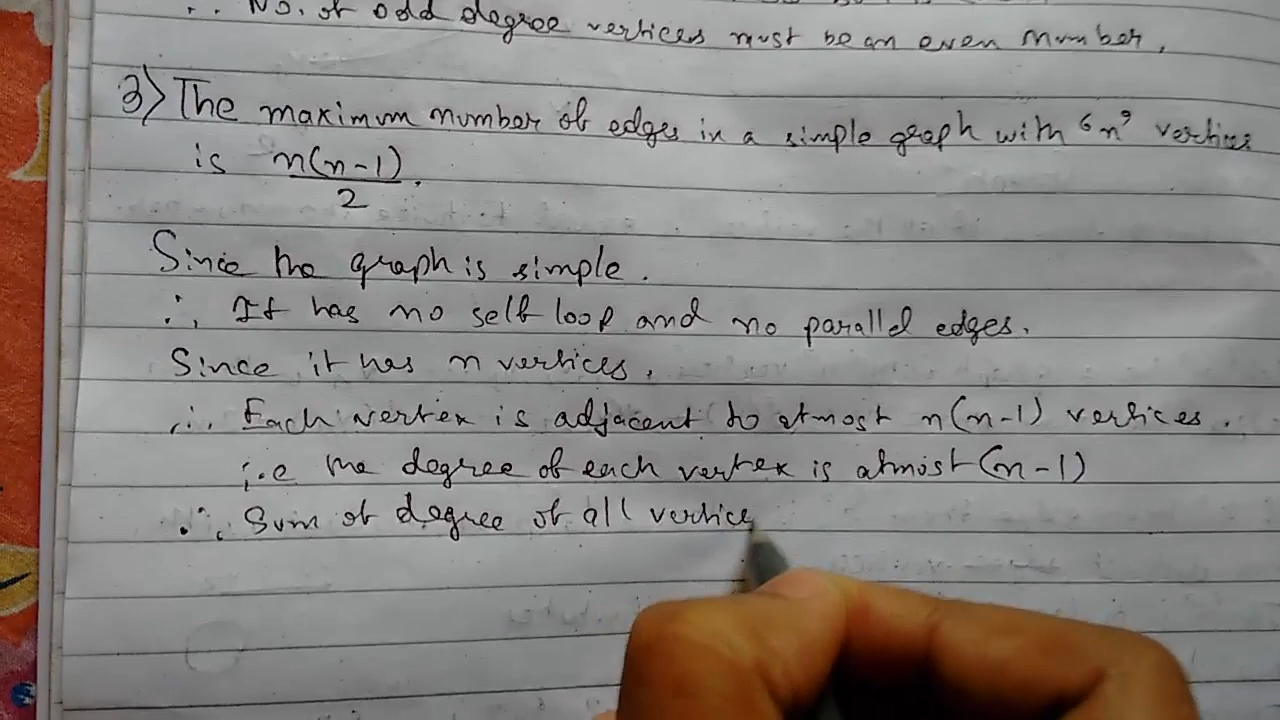 ∴ No. of odd degree vertices must be an even number.
3) The maximum number of edges in a simple graph with 'n' vertices
is n(n-1)/2.
Since the graph is simple.
∴ It has no self loop and no parallel edges.
Since it has n vertices.
∴ Each vertex is adjacent to atmost n(n-1) vertices.
i.e the degree of each vertex is atmost (n-1)
∴ Sum of degree of all vertices